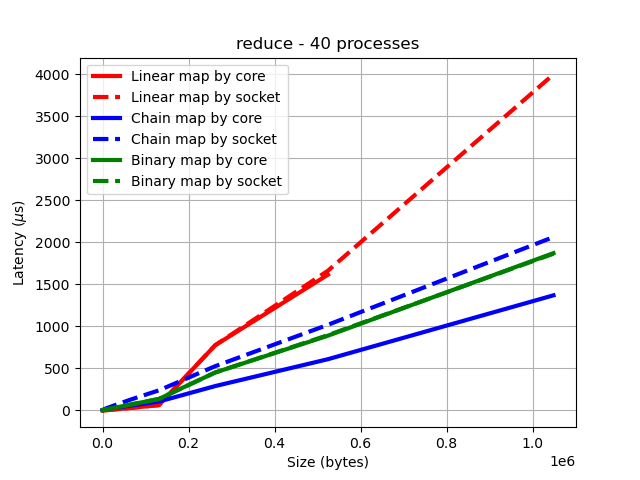 reduce - 40 processes
Linear map by core
Linear map by socket
Chain map by core
Chain map by socket
Binary map by core
Binary map by socket
4000
3500
3000
2500
2000
1500
1000
500
0
Latency (μs)
0.0 0.2 0.4 0.6 0.8 1.0
1e6
Size (bytes)